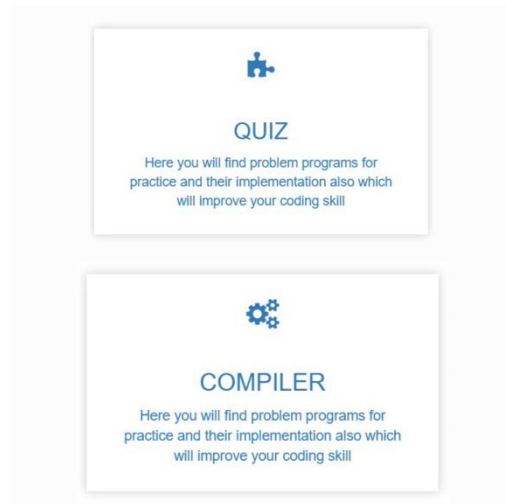 QUIZ
Here you will find problem programs for
practice and their implementation also which
will improve your coding skill
COMPILER
Here you will find problem programs for
practice and their implementation also which
will improve your coding skill